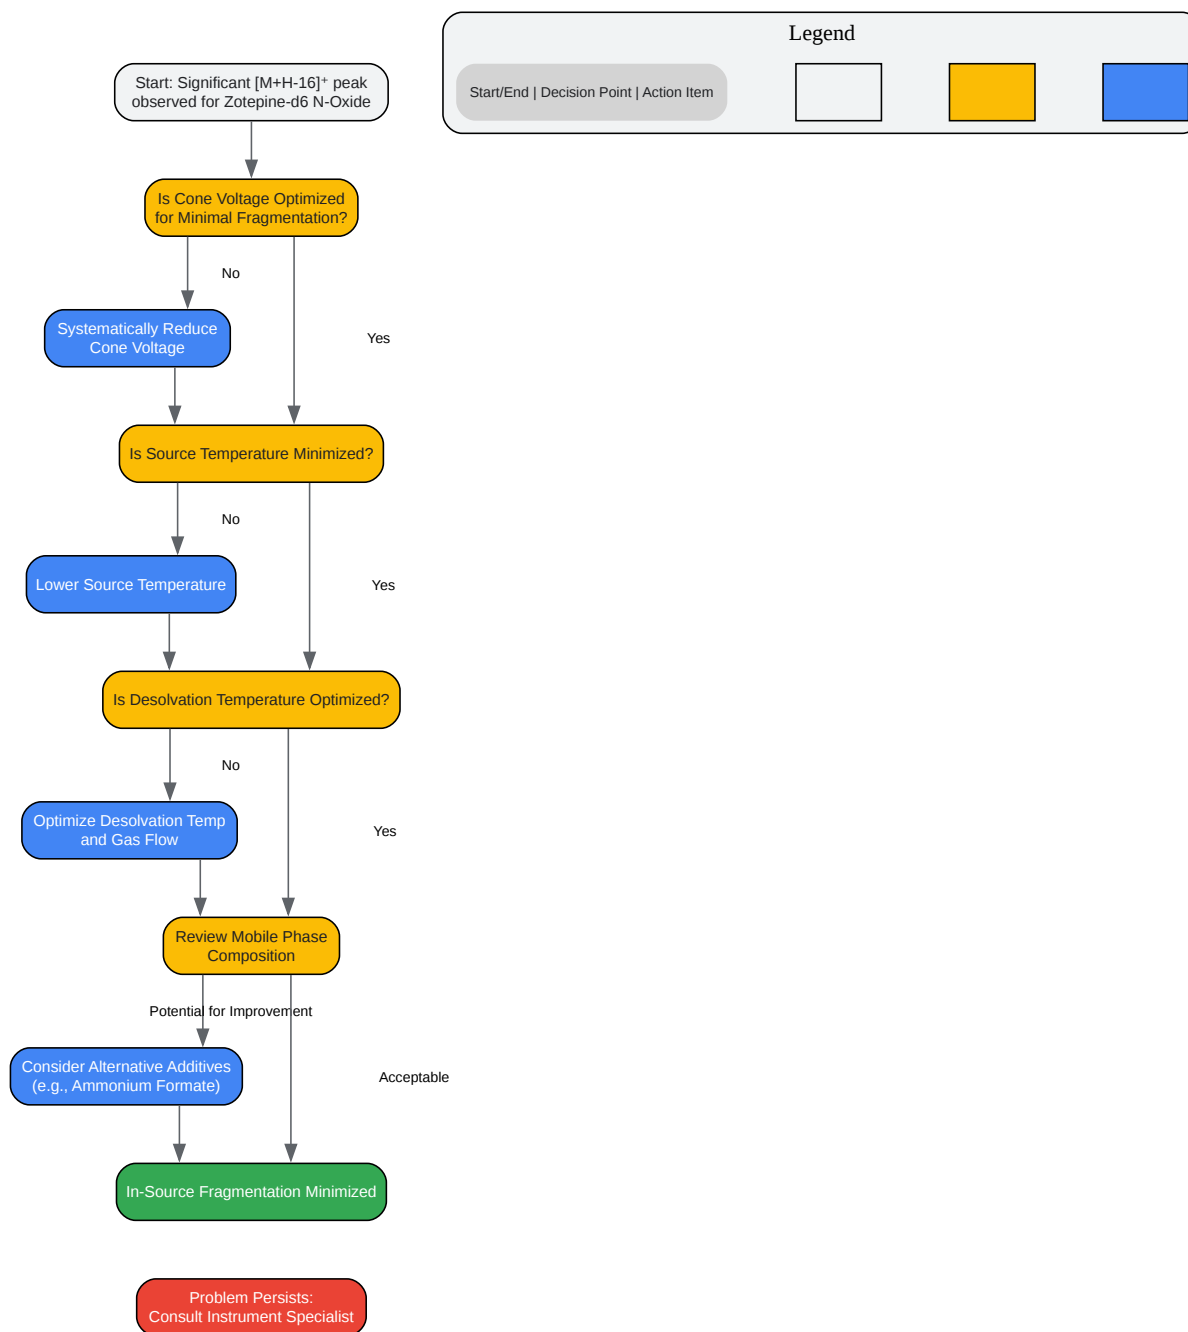 Legend
Start/End | Decision Point | Action Item
Start: Significant [M+H-16]⁺ peak
observed for Zotepine-d6 N-Oxide
Is Cone Voltage Optimized
for Minimal Fragmentation?
No
Yes
Systematically Reduce
Cone Voltage
Is Source Temperature Minimized?
No
Yes
Lower Source Temperature
Is Desolvation Temperature Optimized?
No
Yes
Optimize Desolvation Temp
and Gas Flow
Review Mobile Phase
Composition
Potential for Improvement
Acceptable
Consider Alternative Additives
(e.g., Ammonium Formate)
In-Source Fragmentation Minimized
Problem Persists:
Consult Instrument Specialist